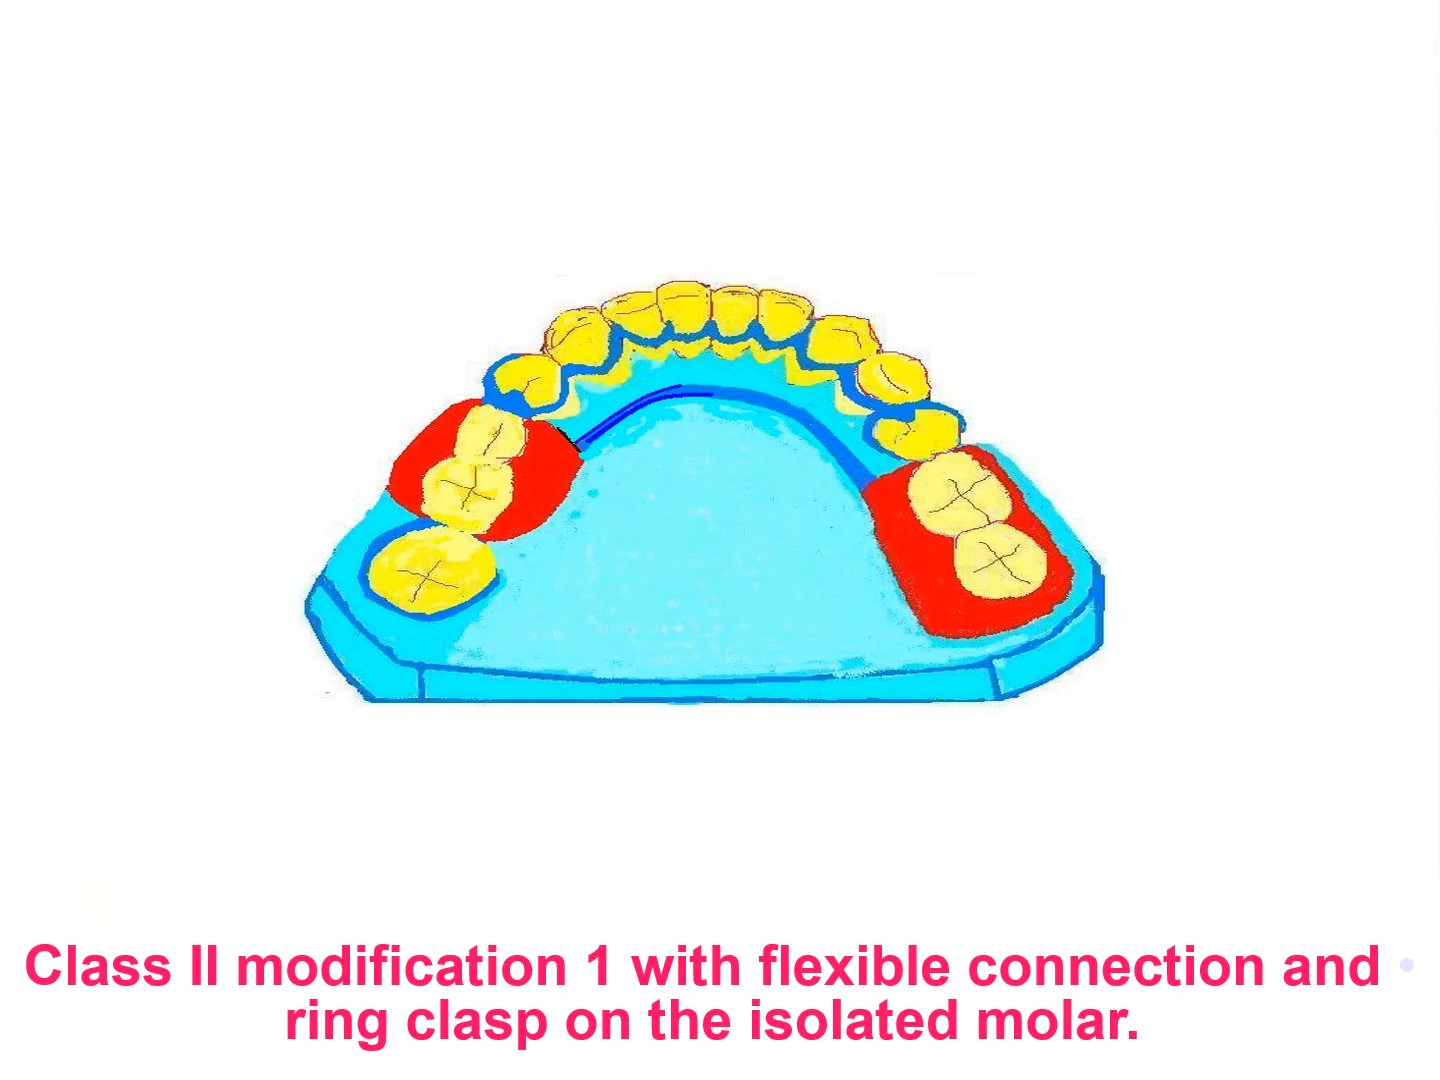 Class II modification 1 with flexible connection and •
ring clasp on the isolated molar.